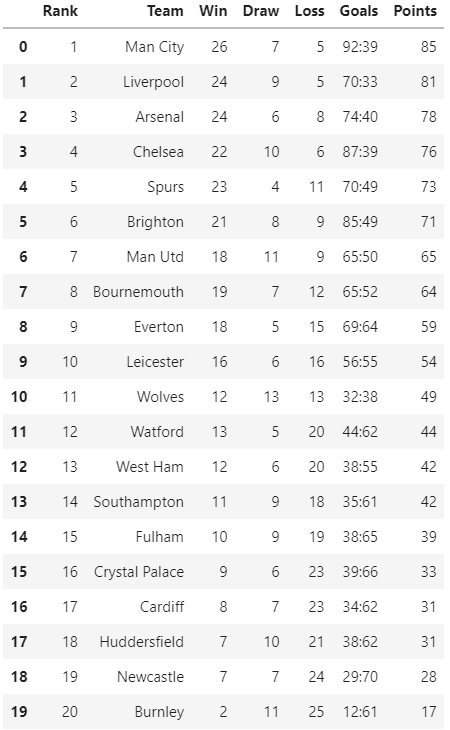 Rank Team Win Draw Loss Goals Points
0 1 Man City 26 7 5 92:39 85
1 2 Liverpool 24 9 5 70:33 81
2 3 Arsenal 24 6 8 74:40 78
3 4 Chelsea 22 10 6 87:39 76
4 5 Spurs 23 4 11 70:49 73
5 6 Brighton 21 8 9 85:49 71
6 7 Man Utd 18 11 9 65:50 65
7 8 Bournemouth 19 7 12 65:52 64
8 9 Everton 18 5 15 69:64 59
9 10 Leicester 16 6 16 56:55 54
10 11 Wolves 12 13 13 32:38 49
11 12 Watford 13 5 20 44:62 44
12 13 West Ham 12 6 20 38:55 42
13 14 Southampton 11 9 18 35:61 42
14 15 Fulham 10 9 19 38:65 39
15 16 Crystal Palace 9 6 23 39:66 33
16 17 Cardiff 8 7 23 34:62 31
17 18 Huddersfield 7 10 21 38:62 31
18 19 Newcastle 7 7 24 29:70 28
19 20 Burnley 2 11 25 12:61 17